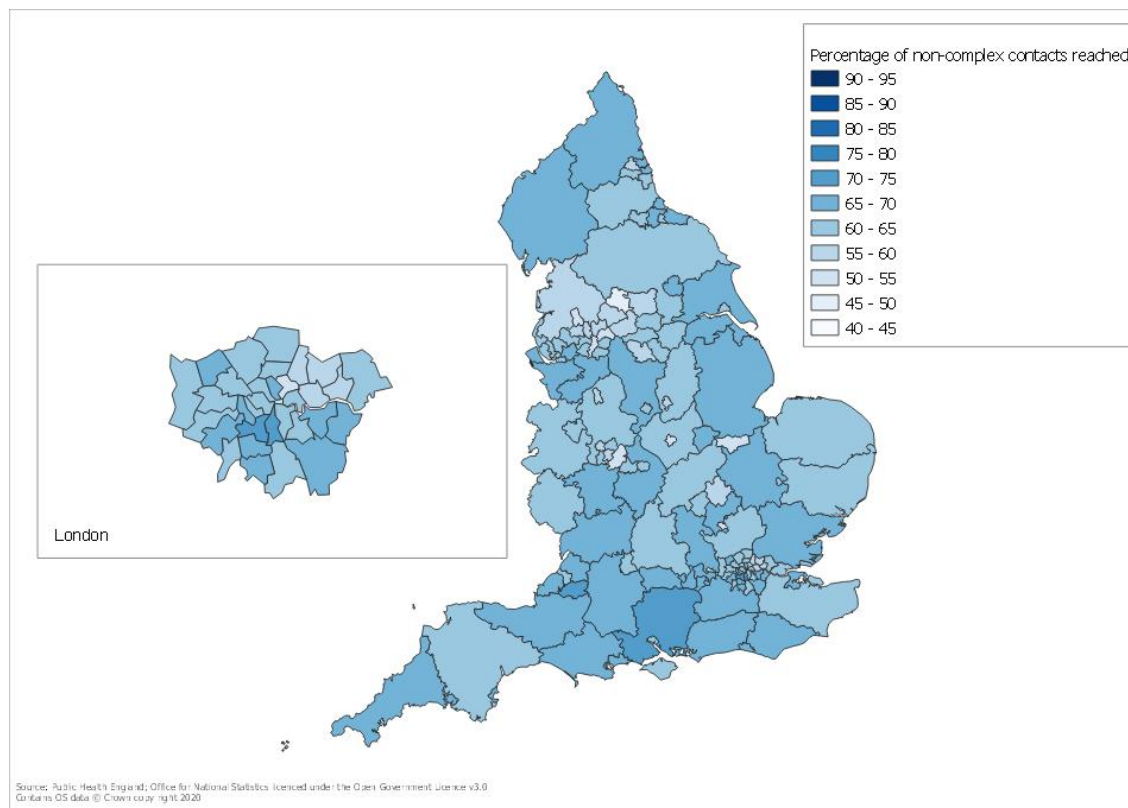 Percentage of non-complex contacts reached
90 - 95
85 - 90
80 - 85
75 - 80
70 - 75
65 - 70
60 - 65
55 - 60
50 - 55
45 - 50
40 - 45
London
Source: Public Health England; Office for National Statistics licenced under the Open Government Licence v3.0
Contains OS data © Crown copyright 2020